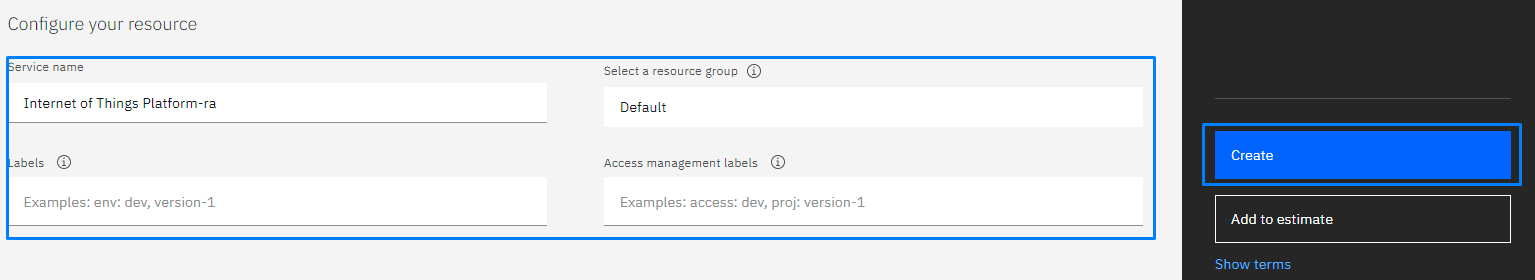 Configure your resource
Service name
Internet of Things Platform-ra
Select a resource group
Default
Labels
Examples: env: dev, version-1
Access management labels
Examples: access: dev, proj: version-1
Create
Add to estimate
Show terms